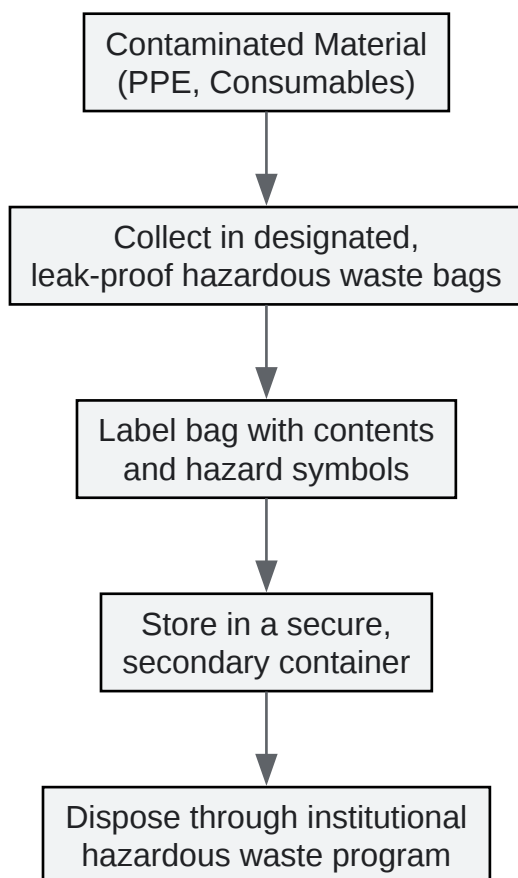 Contaminated Material
(PPE, Consumables)
Collect in designated,
leak-proof hazardous waste bags
Label bag with contents
and hazard symbols
Store in a secure,
secondary container
Dispose through institutional
hazardous waste program